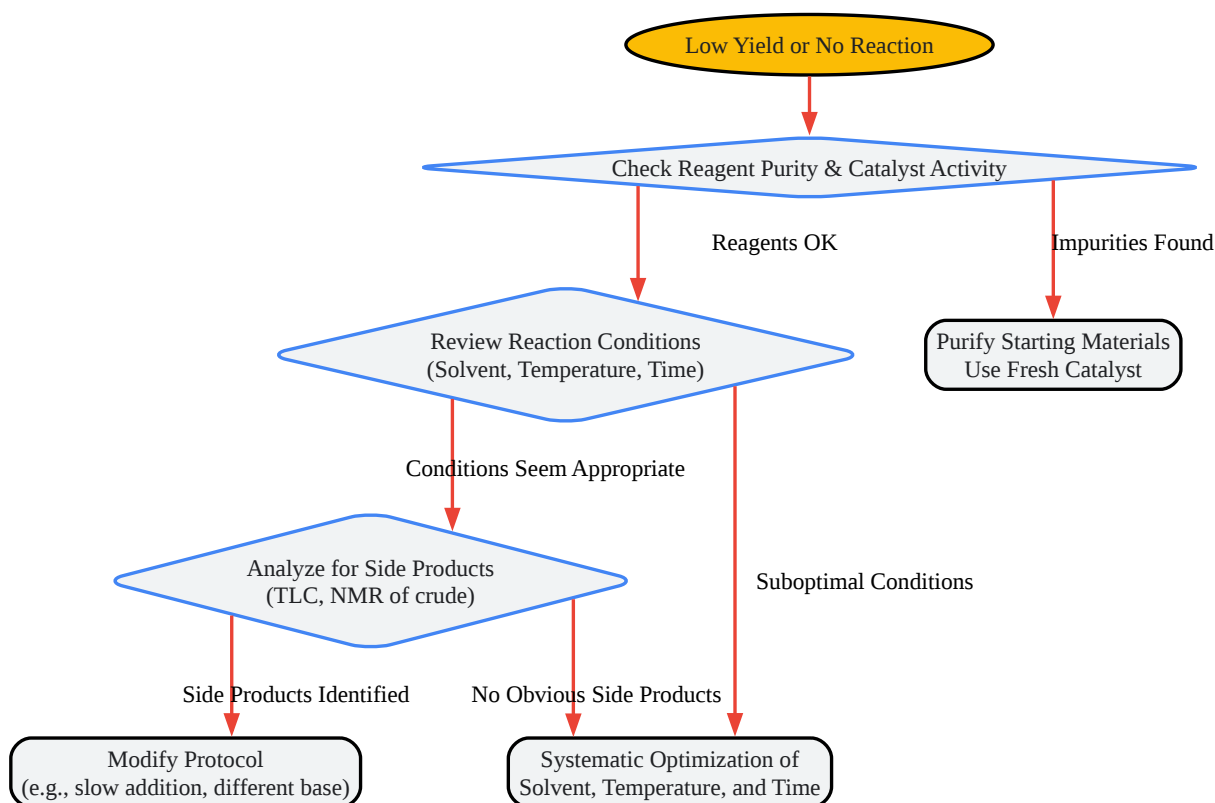 Low Yield or No Reaction
Check Reagent Purity & Catalyst Activity
Reagents OK
Impurities Found
Review Reaction Conditions
(Solvent, Temperature, Time)
Purify Starting Materials
Use Fresh Catalyst
Conditions Seem Appropriate
Analyze for Side Products
(TLC, NMR of crude)
Suboptimal Conditions
Side Products Identified
No Obvious Side Products
Modify Protocol
(e.g., slow addition, different base)
Systematic Optimization of
Solvent, Temperature, and Time